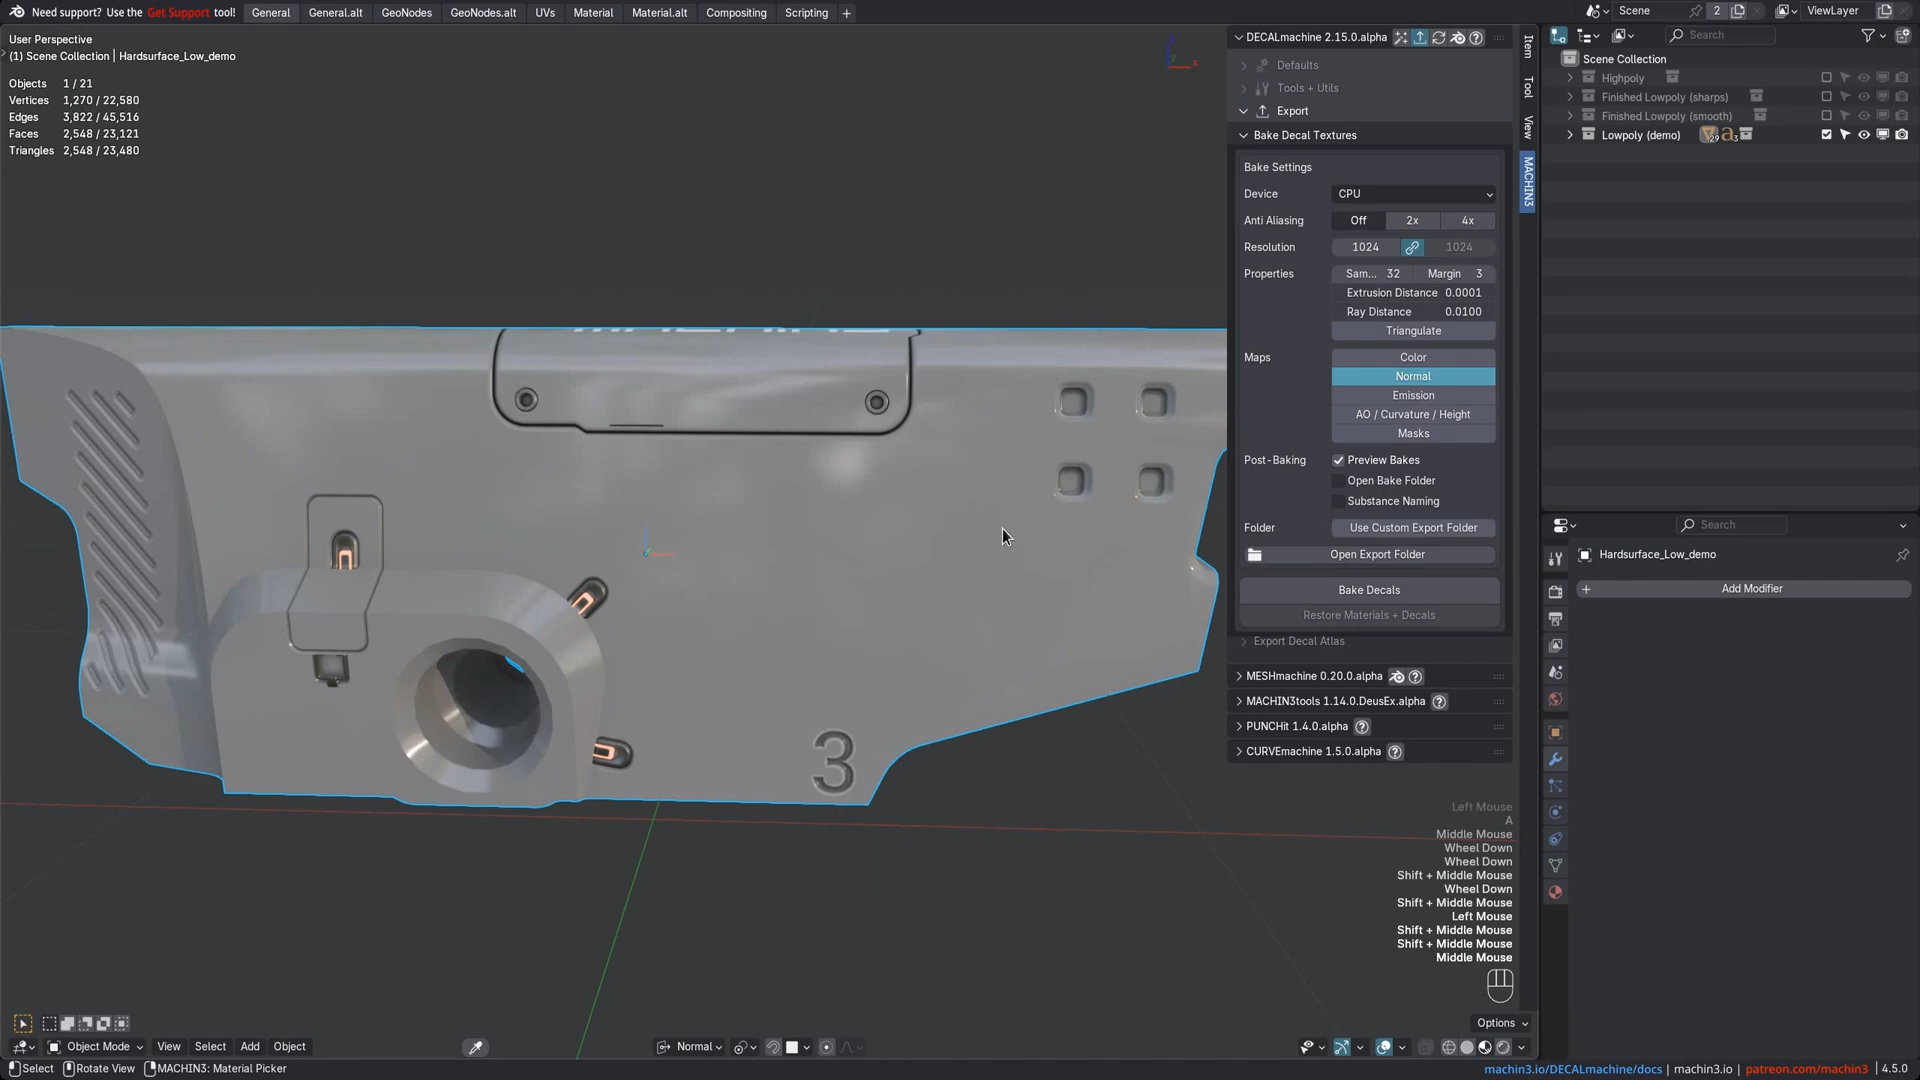 Need support? Use the Get Support tool!
General
General.alt
GeoNodes
GeoNodes.alt
UVs
Material
Material.alt
Compositing
Scripting
Scene
2
ViewLayer
User Perspective
(1) Scene Collection | Hardsurface_Low_demo
Objects 1 / 21
Vertices 1,270 / 22,580
Edges 3,822 / 45,516
Faces 2,548 / 23,121
Triangles 2,548 / 23,480
y
x
3
DECALmachine 2.15.0.alpha
Defaults
Tools + Utils
Export
Bake Decal Textures
Bake Settings
Device CPU
Anti Aliasing Off 2x 4x
Resolution 1024 1024
Properties Sam... 32 Margin 3
Extrusion Distance 0.0001
Ray Distance 0.0100
Triangulate
Maps Color
Normal
Emission
AO / Curvature / Height
Masks
Post-Baking Preview Bakes
Open Bake Folder
Substance Naming
Folder Use Custom Export Folder
Open Export Folder
Bake Decals
Restore Materials + Decals
Export Decal Atlas
MESHmachine 0.20.0.alpha
MACHIN3tools 1.14.0.DeusEx.alpha
PUNCHit 1.4.0.alpha
CURVEmachine 1.5.0.alpha
Item
Tool
View
MACHIN3
Left Mouse
A
Middle Mouse
Wheel Down
Wheel Down
Shift + Middle Mouse
Wheel Down
Shift + Middle Mouse
Left Mouse
Shift + Middle Mouse
Shift + Middle Mouse
Middle Mouse
Search
Scene Collection
Highpoly
Finished Lowpoly (sharps)
Finished Lowpoly (smooth)
Lowpoly (demo) 29 3
Search
Hardsurface_Low_demo
Add Modifier
Options
Object Mode
View
Select
Add
Object
Normal
Select
Rotate View
MACHIN3: Material Picker
machin3.io/DECALmachine/docs | machin3.io | patreon.com/machin3 | 4.5.0